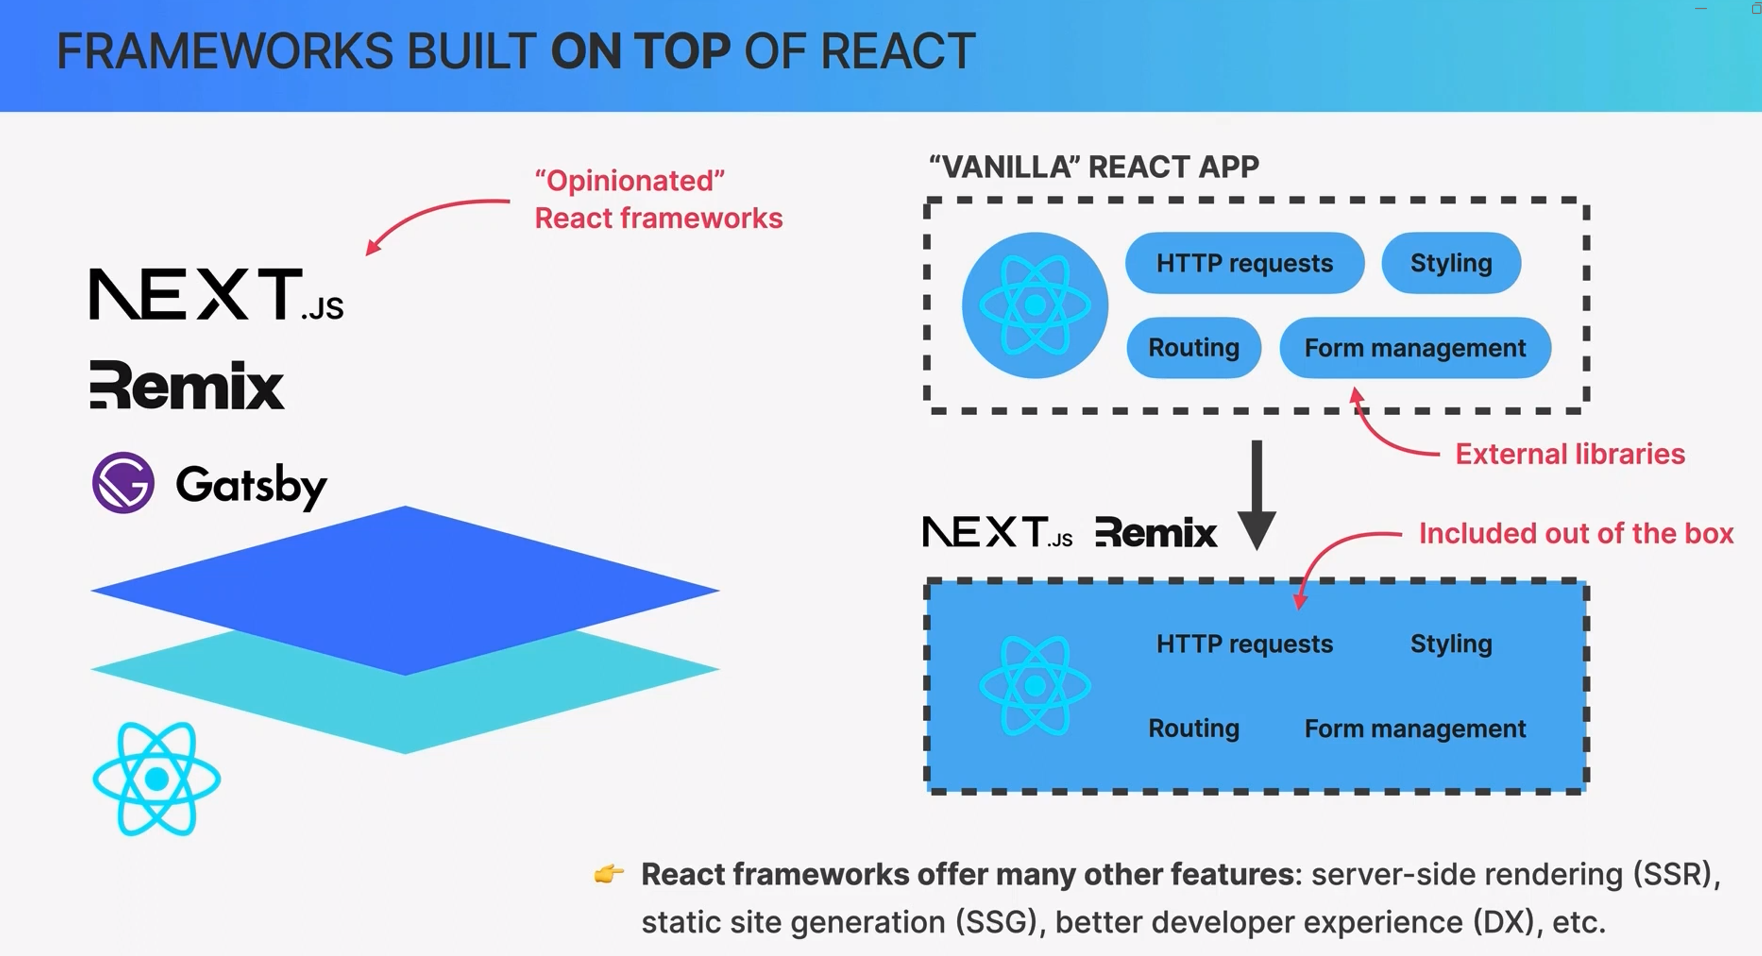 FRAMEWORKS BUILT ON TOP OF REACT
“Opinionated”
React frameworks
NEXT.JS
Remix
Gatsby
“VANILLA” REACT APP
HTTP requests
Styling
Routing
Form management
External libraries
NEXT.JS
Remix
Included out of the box
HTTP requests
Styling
Routing
Form management
👉 React frameworks offer many other features: server-side rendering (SSR),
static site generation (SSG), better developer experience (DX), etc.